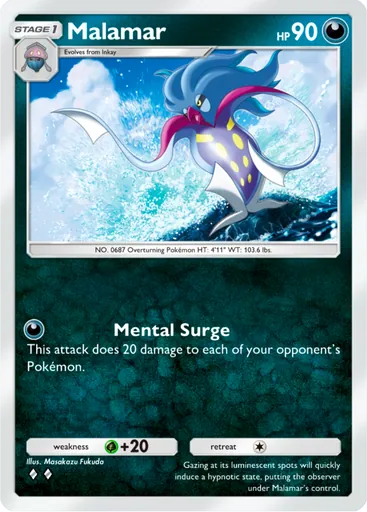 STAGE 1 Malamar HP 90
Evolves from Inkay
NO. 0687 Overturning Pokémon HT: 4'11" WT: 103.6 lbs.
Mental Surge
This attack does 20 damage to each of your opponent's
Pokémon.
weakness +20 retreat
Illus. Masakazu Fukuda
Gazing at its luminescent spots will quickly
induce a hypnotic state, putting the observer
under Malamar's control.